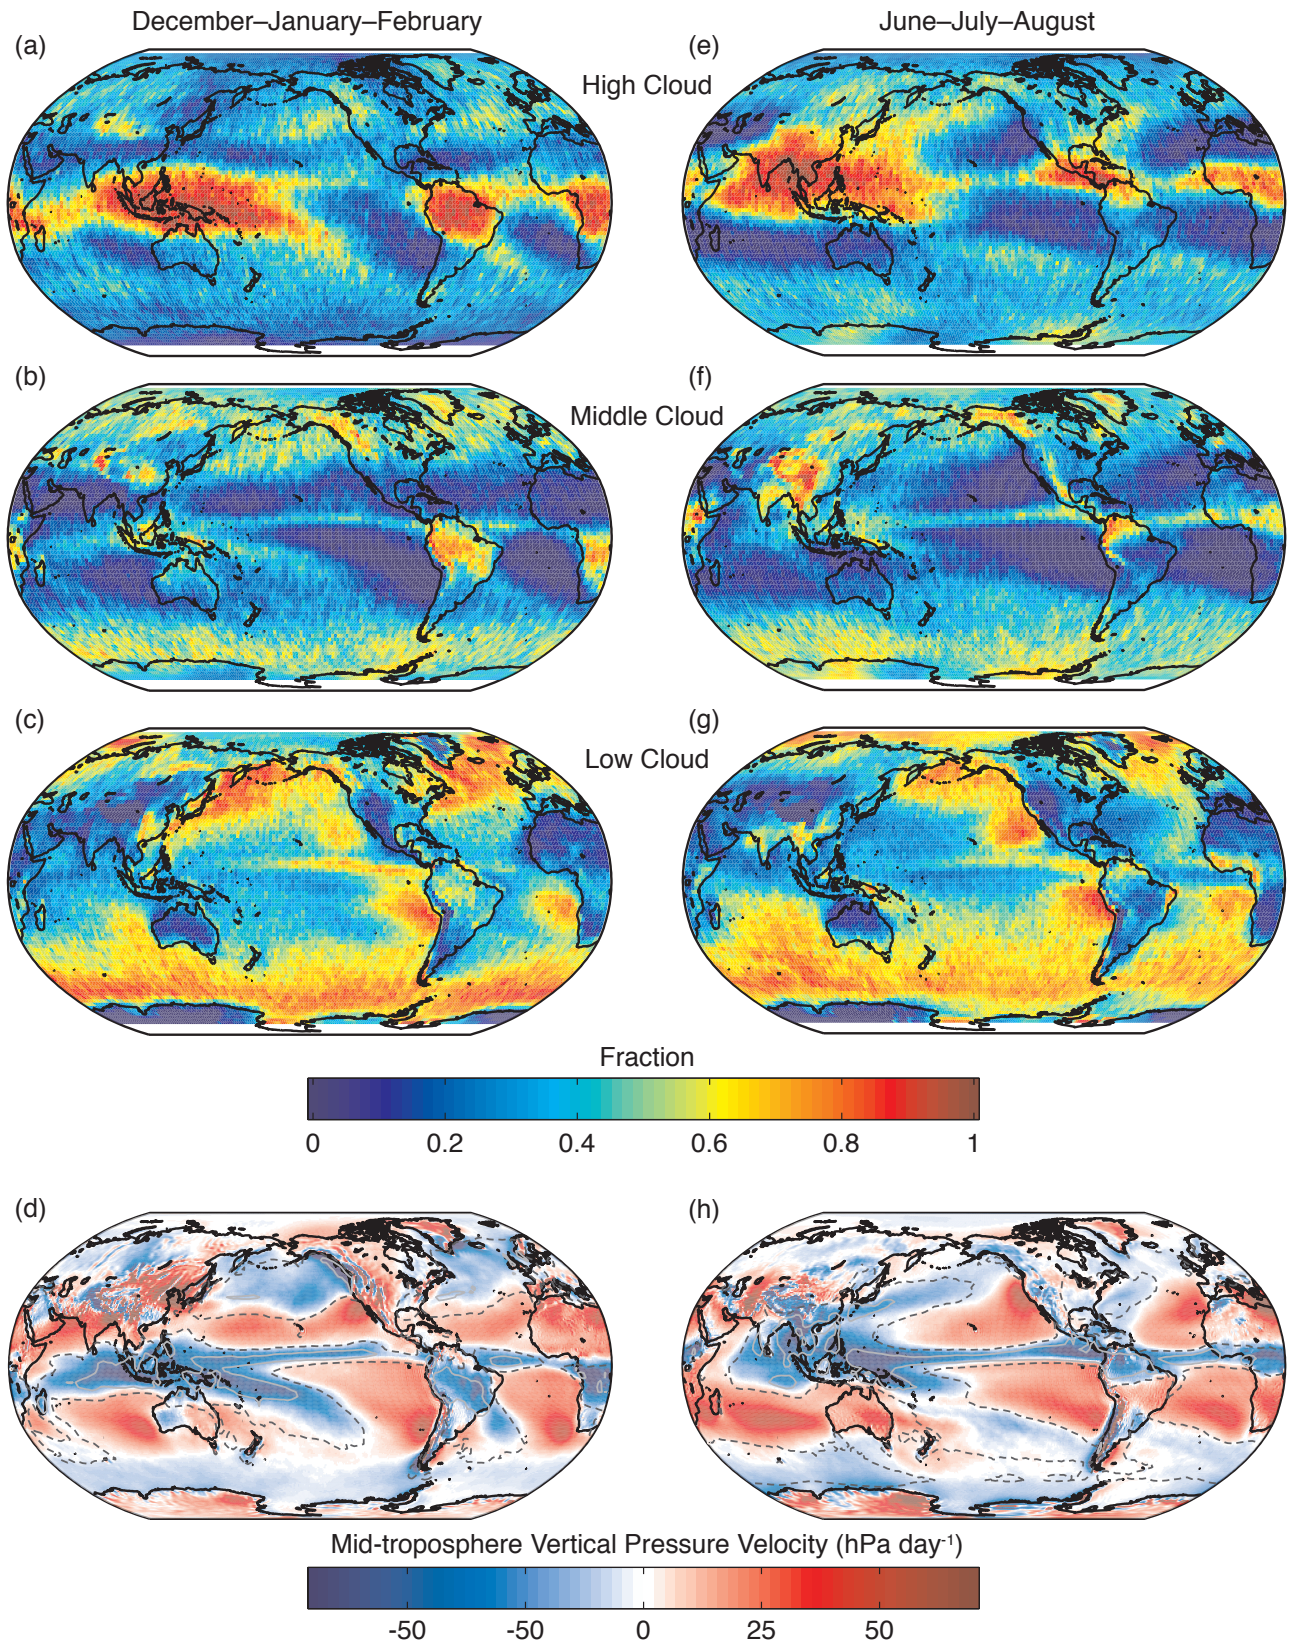 December–January–February
June–July–August
(a)
(e)
High Cloud
(b)
(f)
Middle Cloud
(c)
(g)
Low Cloud
Fraction
0 0.2 0.4 0.6 0.8 1
(d)
(h)
Mid-troposphere Vertical Pressure Velocity (hPa day-1)
-50 -50 0 25 50